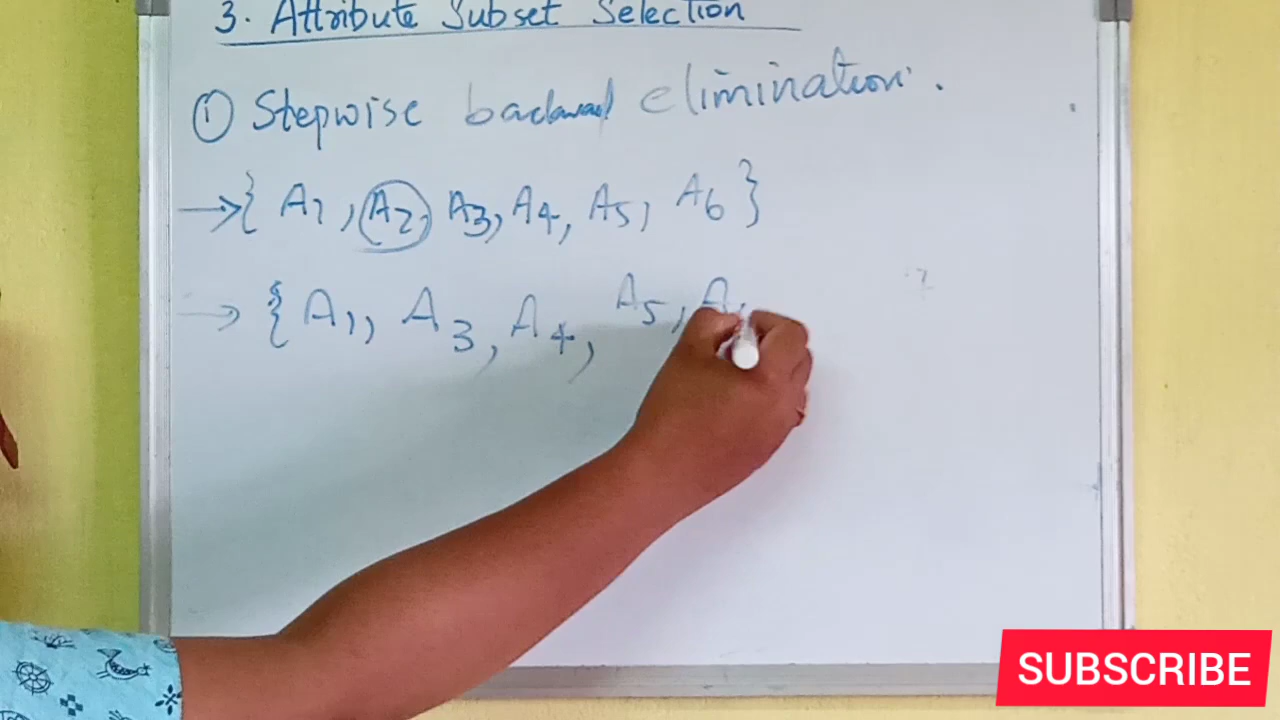 3. Attribute Subset Selection
① Stepwise backward elimination.
→ { A1, A2, A3, A4, A5, A6 }
→ { A1, A3, A4, A5, A
SUBSCRIBE